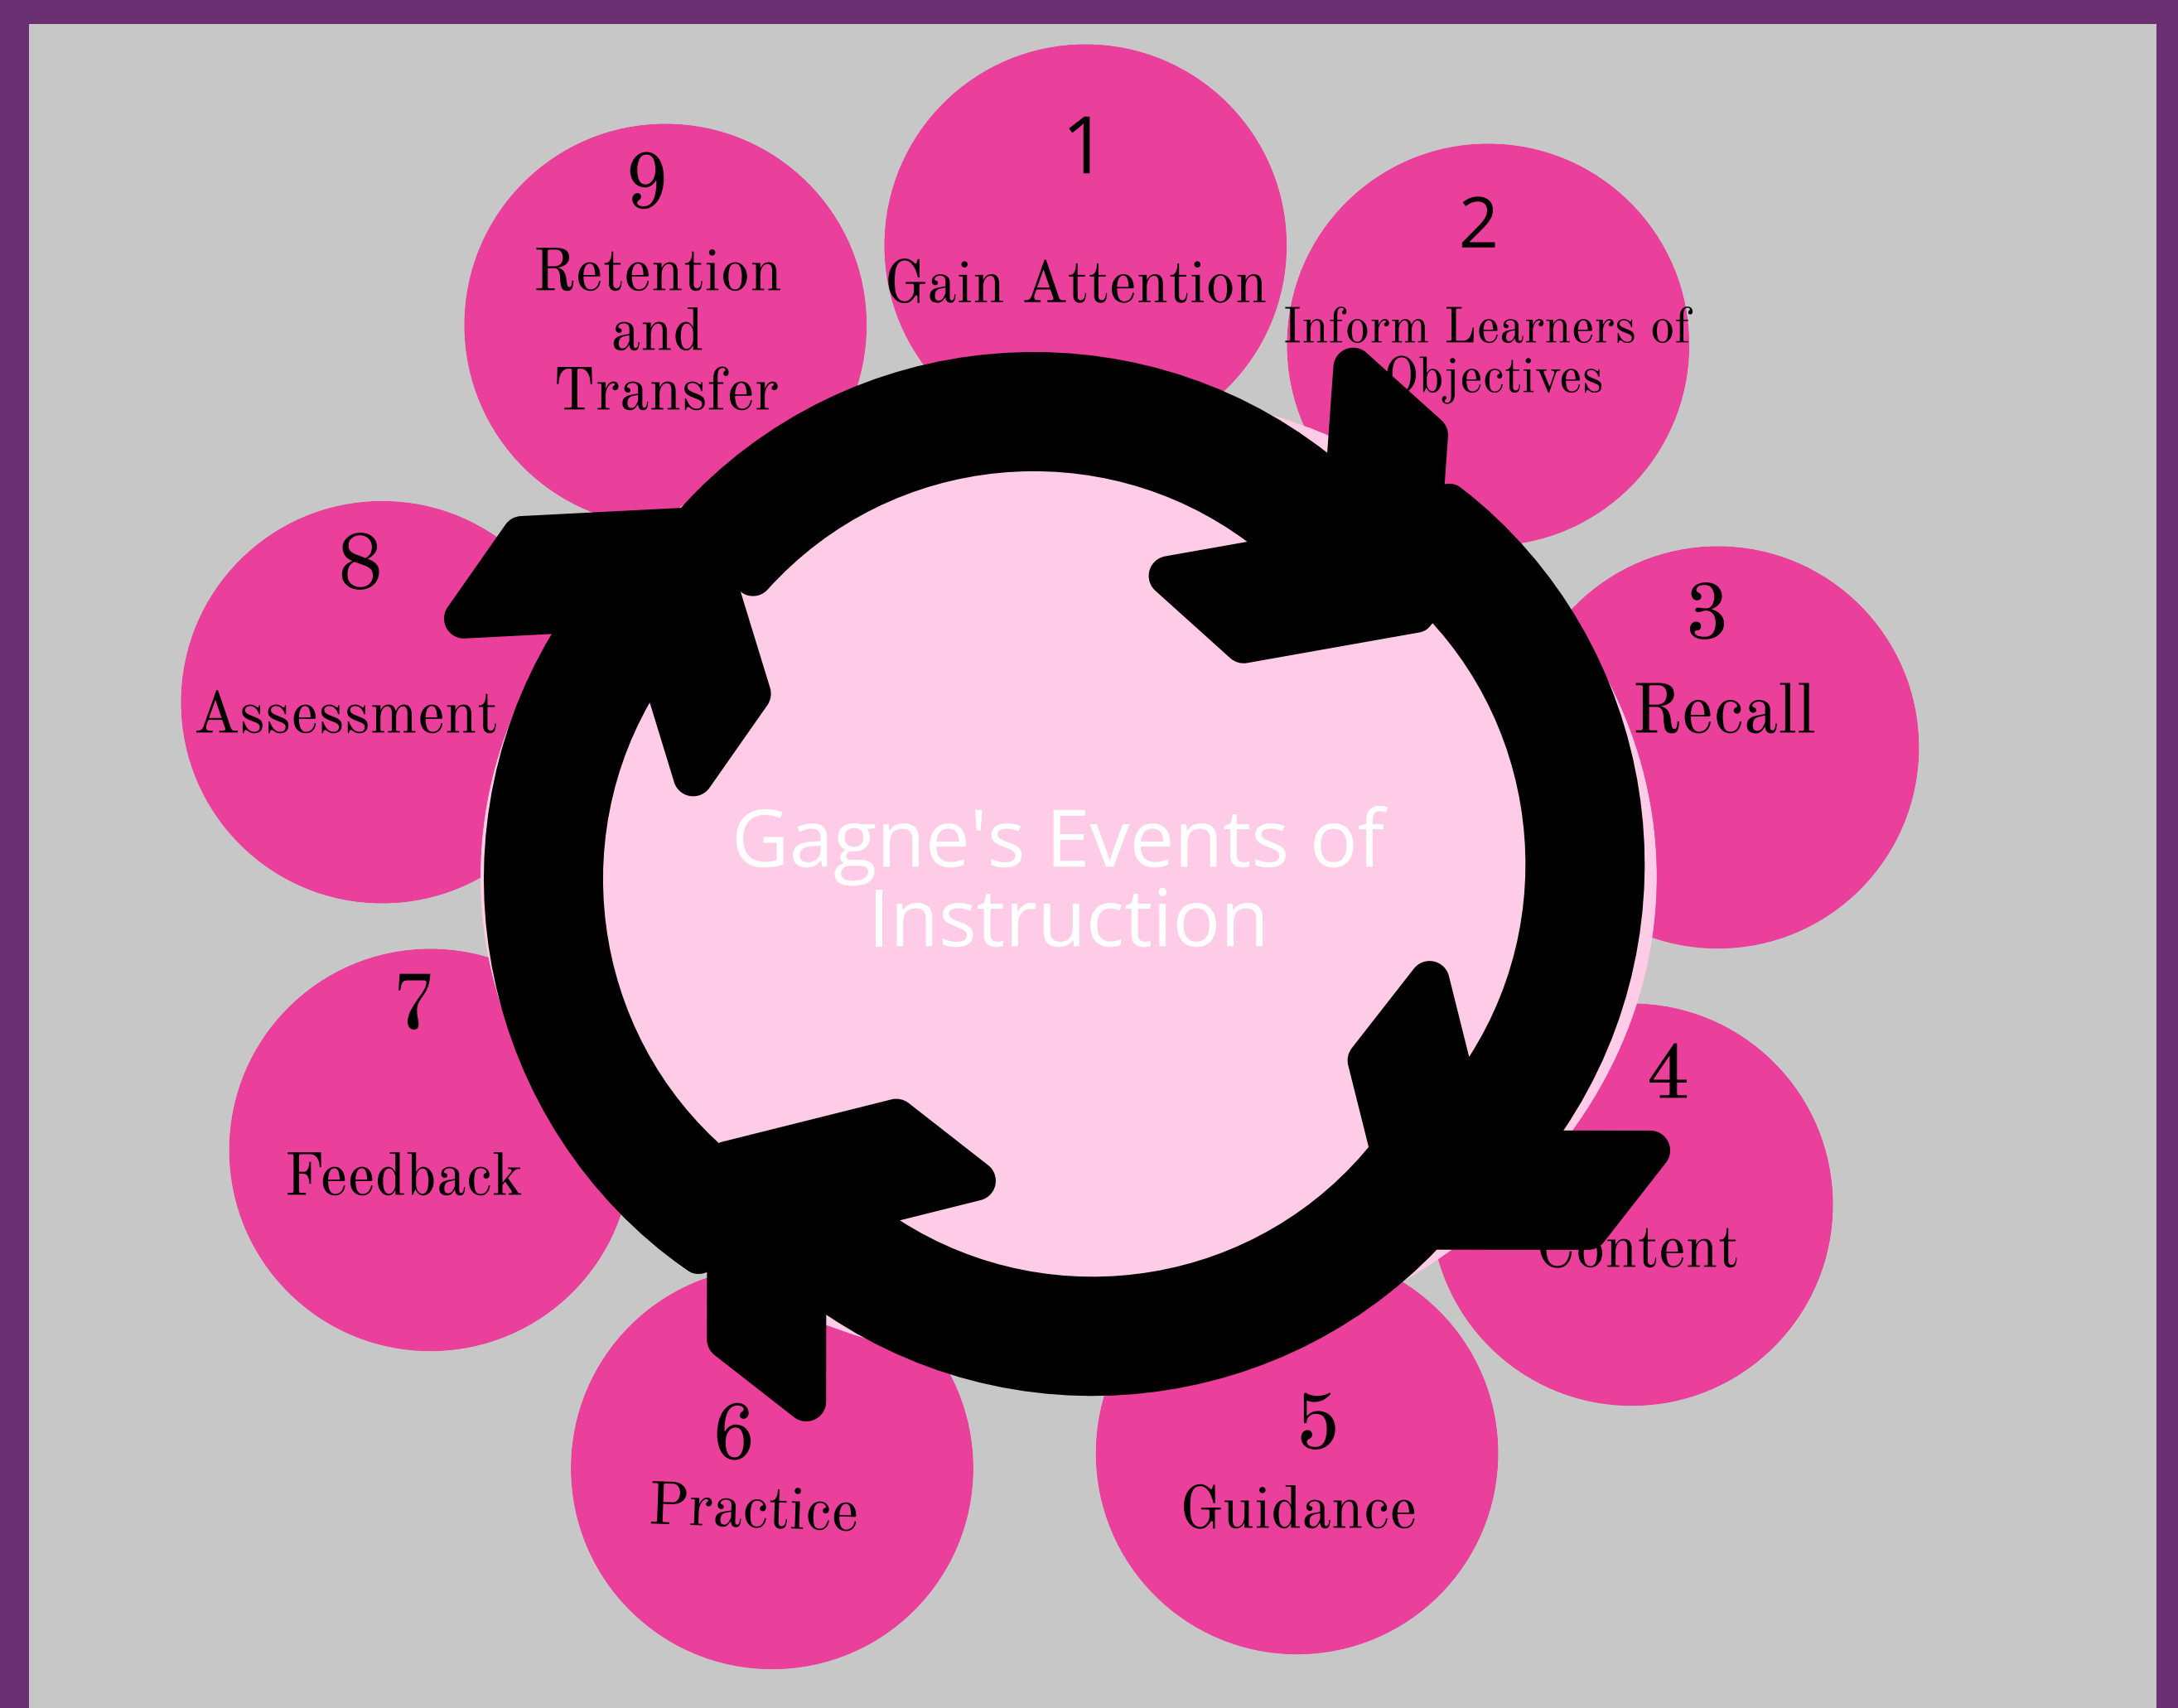 1
Gain Attention
2
Inform Learners of
Objectives
3
Recall
4
Content
5
Guidance
6
Practice
7
Feedback
8
Assessment
9
Retention
and
Transfer
Gagne's Events of
Instruction